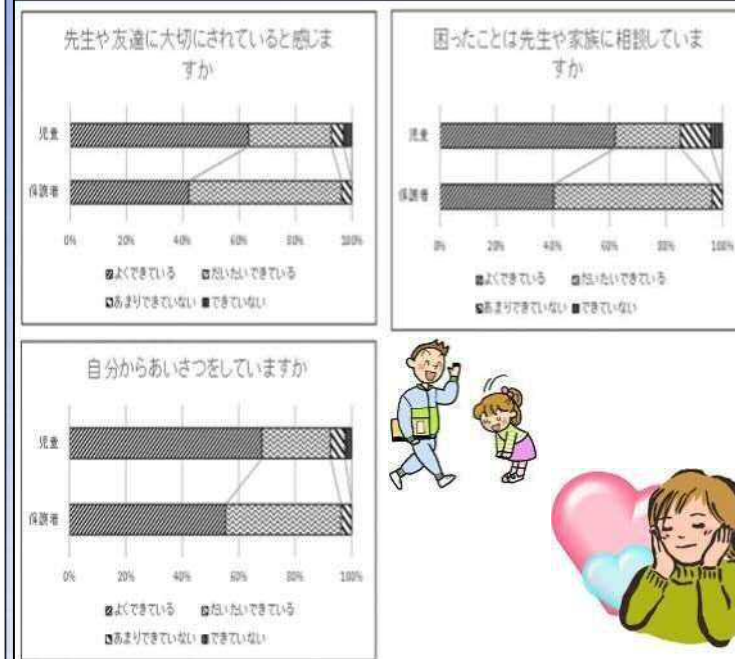 先生や友達に大切にされていると感じま
すか
児童
保護者
0% 20% 40% 60% 80% 100%
よくできている だいたいできている
あまりできていない できていない
困ったことは先生や家族に相談していま
すか
児童
保護者
0% 20% 40% 60% 80% 100%
よくできている だいたいできている
あまりできていない できていない
自分からあいさつをしていますか
児童
保護者
0% 20% 40% 60% 80% 100%
よくできている だいたいできている
あまりできていない できていない